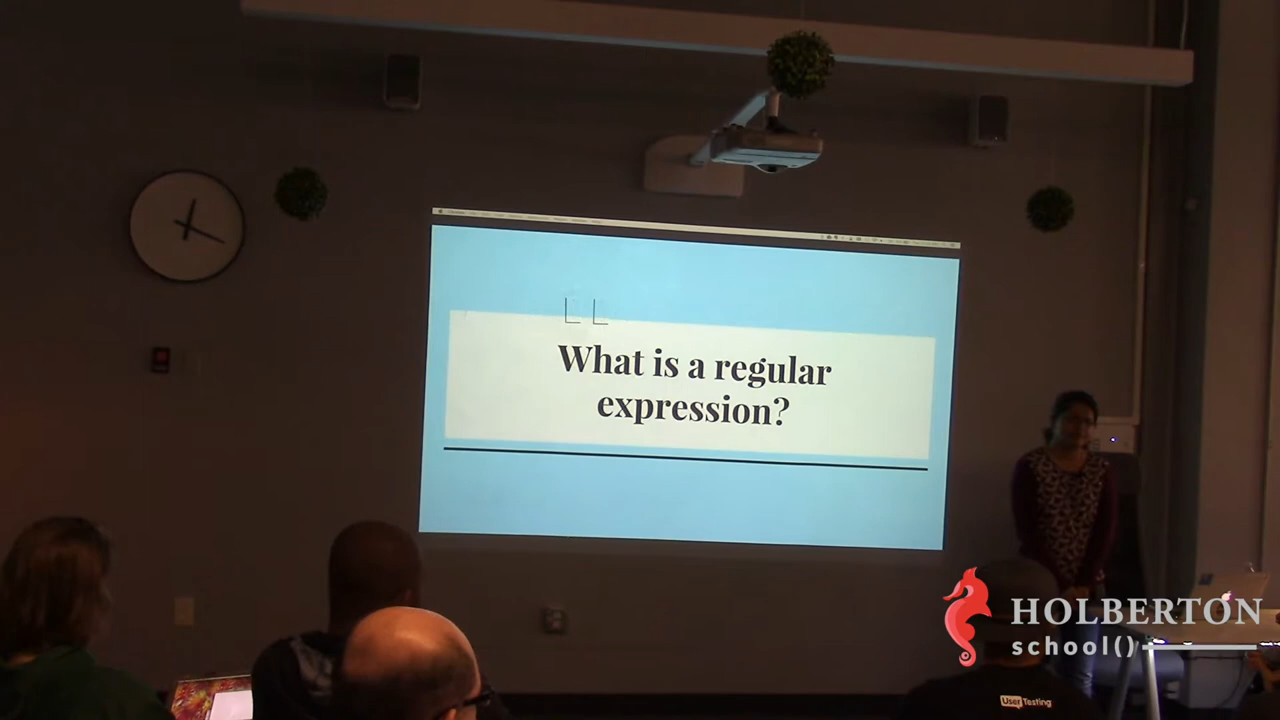 What is a regular
expression?
HOLBERTON
school()
UserTesting